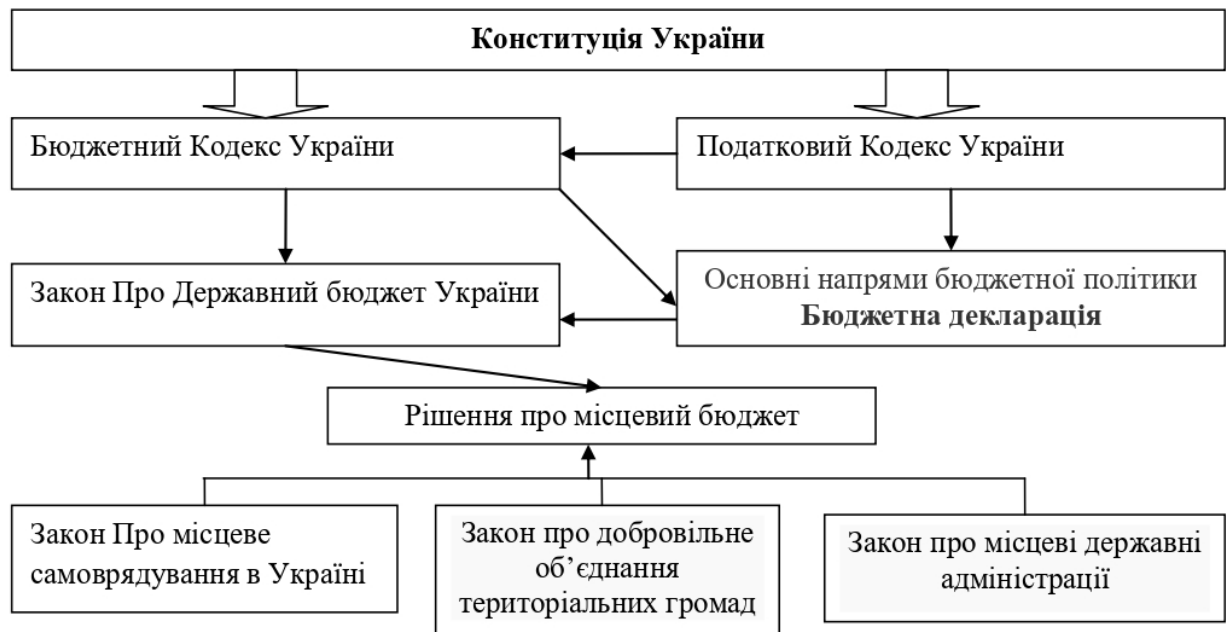 Конституція України
Бюджетний Кодекс України
Податковий Кодекс України
Закон Про Державний бюджет України
Основні напрями бюджетної політики
Бюджетна декларація
Рішення про місцевий бюджет
Закон Про місцеве
самоврядування в Україні
Закон про добровільне
об’єднання
територіальних громад
Закон про місцеві державні
адміністрації